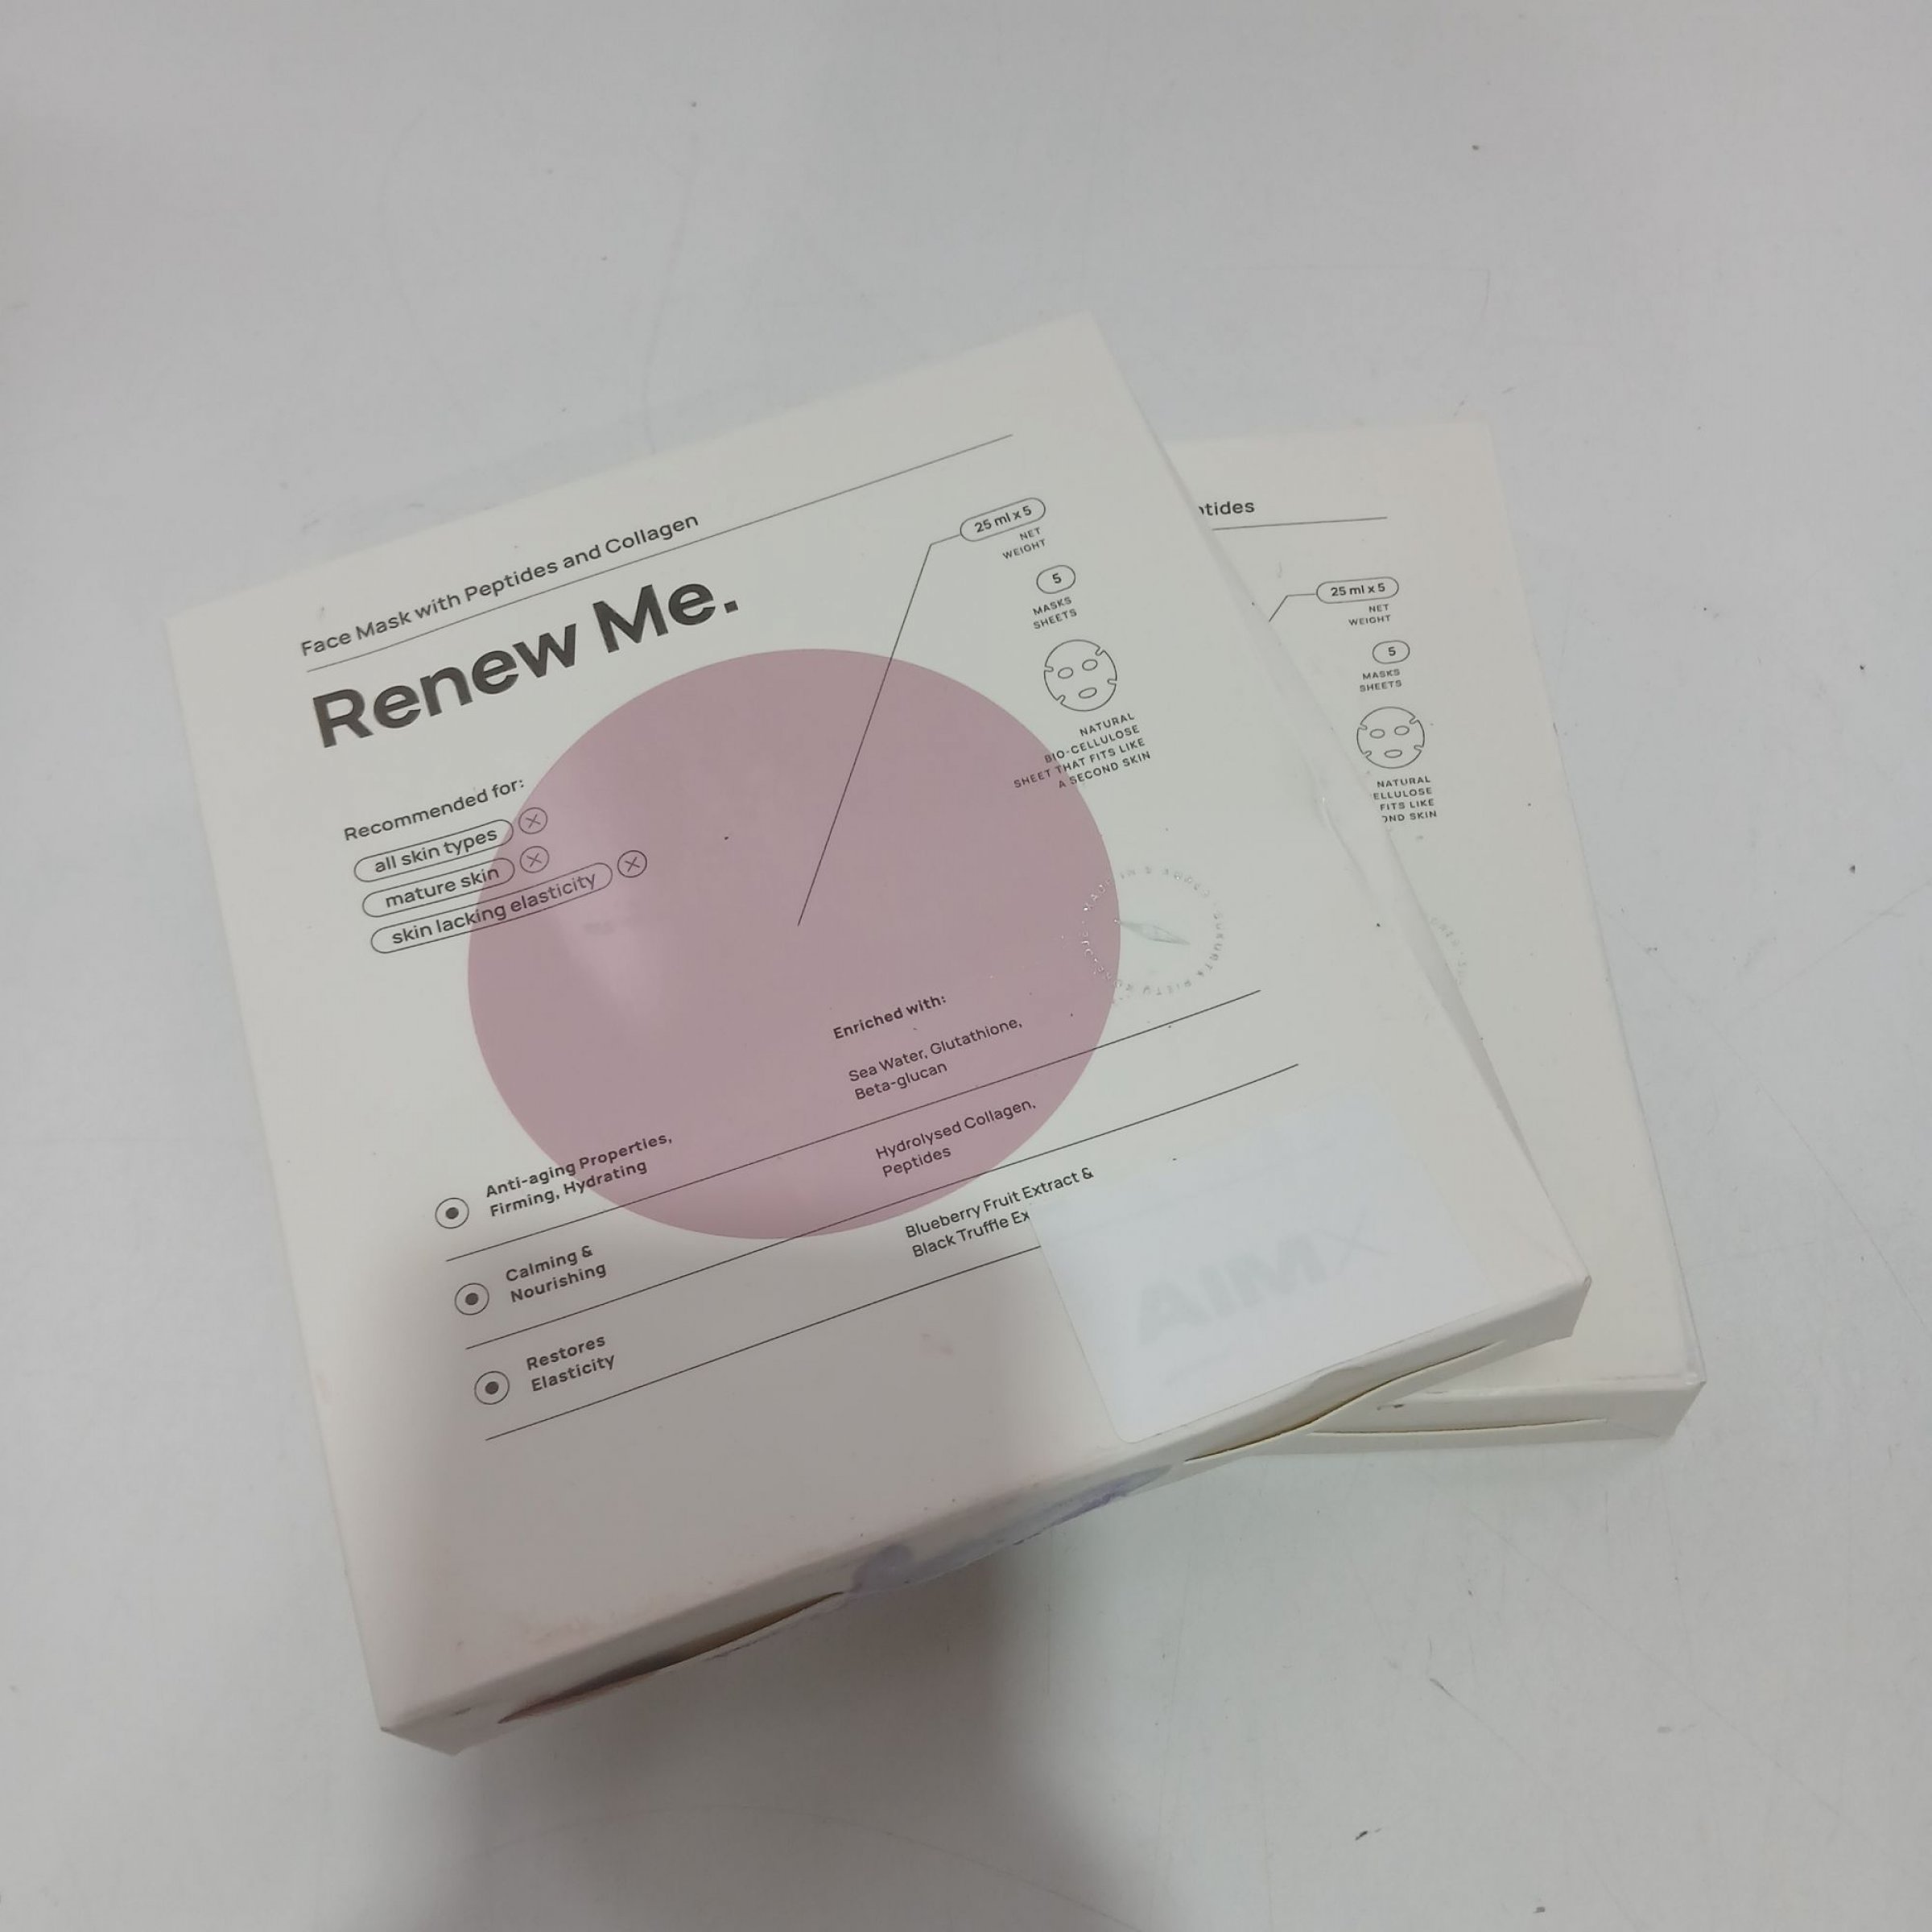 Face Mask with Peptides and Collagen
Renew Me.
25 ml x 5
NET
WEIGHT
5
MASKS
SHEETS
NATURAL
BIO-CELLULOSE
SHEET THAT FITS LIKE
A SECOND SKIN
Recommended for:
all skin types
mature skin
skin lacking elasticity
Enriched with:
Sea Water, Glutathione,
Beta-glucan
Anti-aging Properties,
Firming, Hydrating
Hydrolysed Collagen,
Peptides
Calming &
Nourishing
Blueberry Fruit Extract &
Black Truffle Ex
Restores
Elasticity
tides
25 ml x 5
NET
WEIGHT
5
MASKS
SHEETS
NATURAL
ELLULOSE
FITS LIKE
OND SKIN